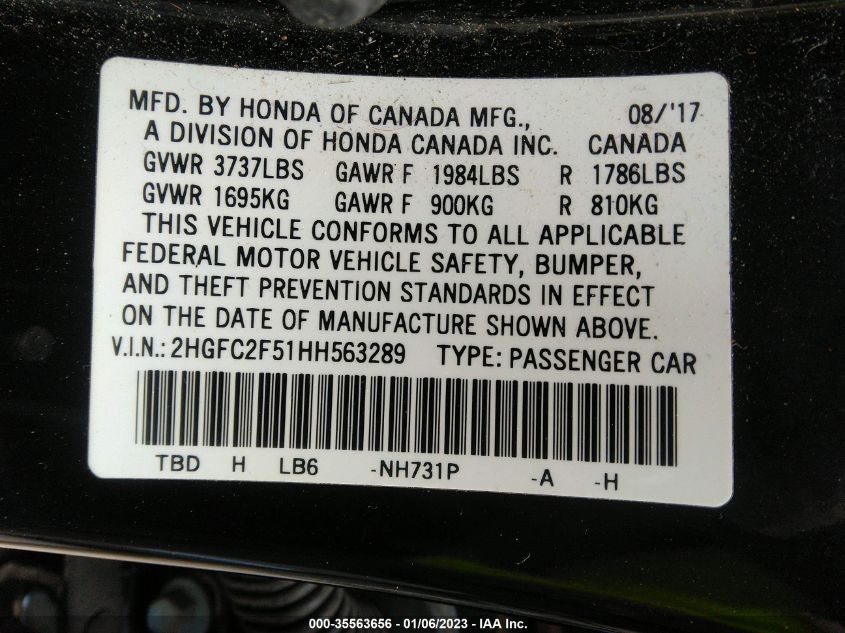 MFD. BY HONDA OF CANADA MFG., 08/'17
A DIVISION OF HONDA CANADA INC. CANADA
GVWR 3737LBS GAWR F 1984LBS R 1786LBS
GVWR 1695KG GAWR F 900KG R 810KG
THIS VEHICLE CONFORMS TO ALL APPLICABLE
FEDERAL MOTOR VEHICLE SAFETY, BUMPER,
AND THEFT PREVENTION STANDARDS IN EFFECT
ON THE DATE OF MANUFACTURE SHOWN ABOVE.
V.I.N.: 2HGFC2F51HH563289 TYPE: PASSENGER CAR
TBD H LB6 -NH731P -A -H
000-35563656 - 01/06/2023 - IAA Inc.